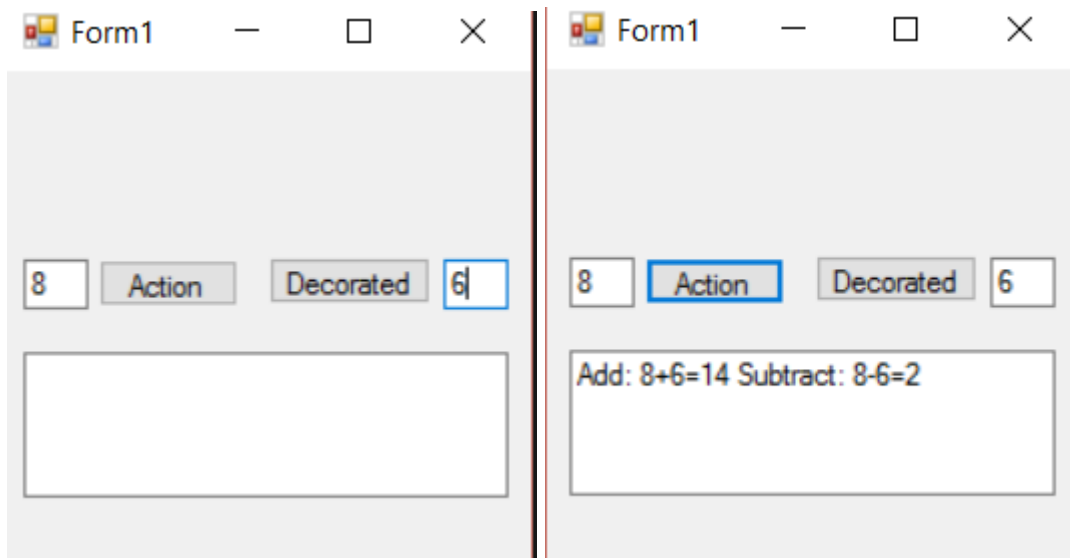 Form1
8 Action Decorated 6
Form1
8 Action Decorated 6
Add: 8+6=14 Subtract: 8-6=2